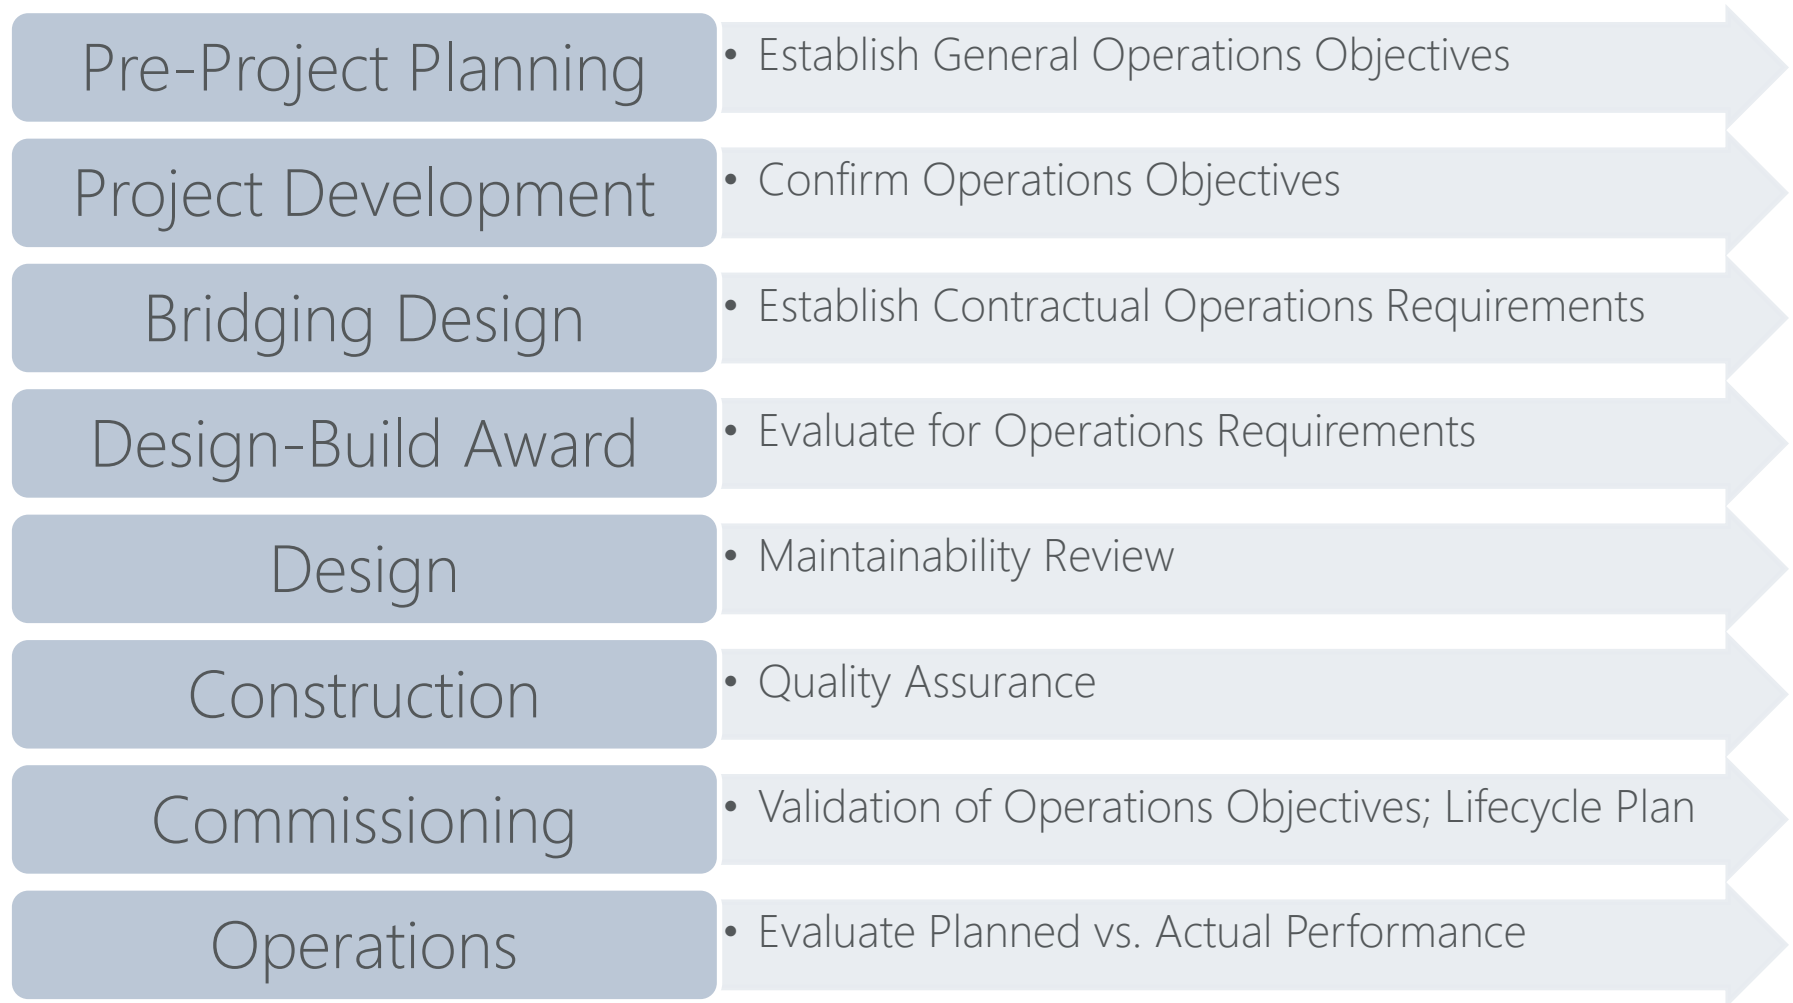 Pre-Project Planning
• Establish General Operations Objectives
Project Development
• Confirm Operations Objectives
Bridging Design
• Establish Contractual Operations Requirements
Design-Build Award
• Evaluate for Operations Requirements
Design
• Maintainability Review
Construction
• Quality Assurance
Commissioning
• Validation of Operations Objectives; Lifecycle Plan
Operations
• Evaluate Planned vs. Actual Performance